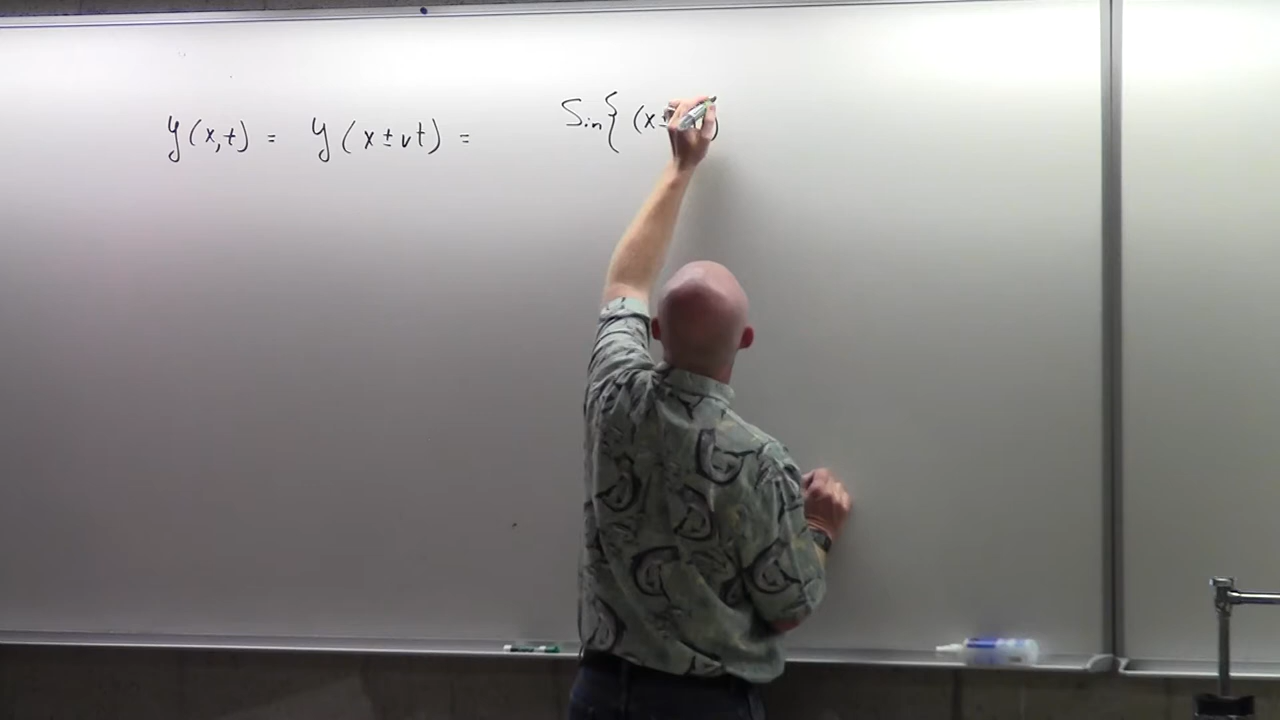 y(x,t) = y(x±vt) = Sin{(x±